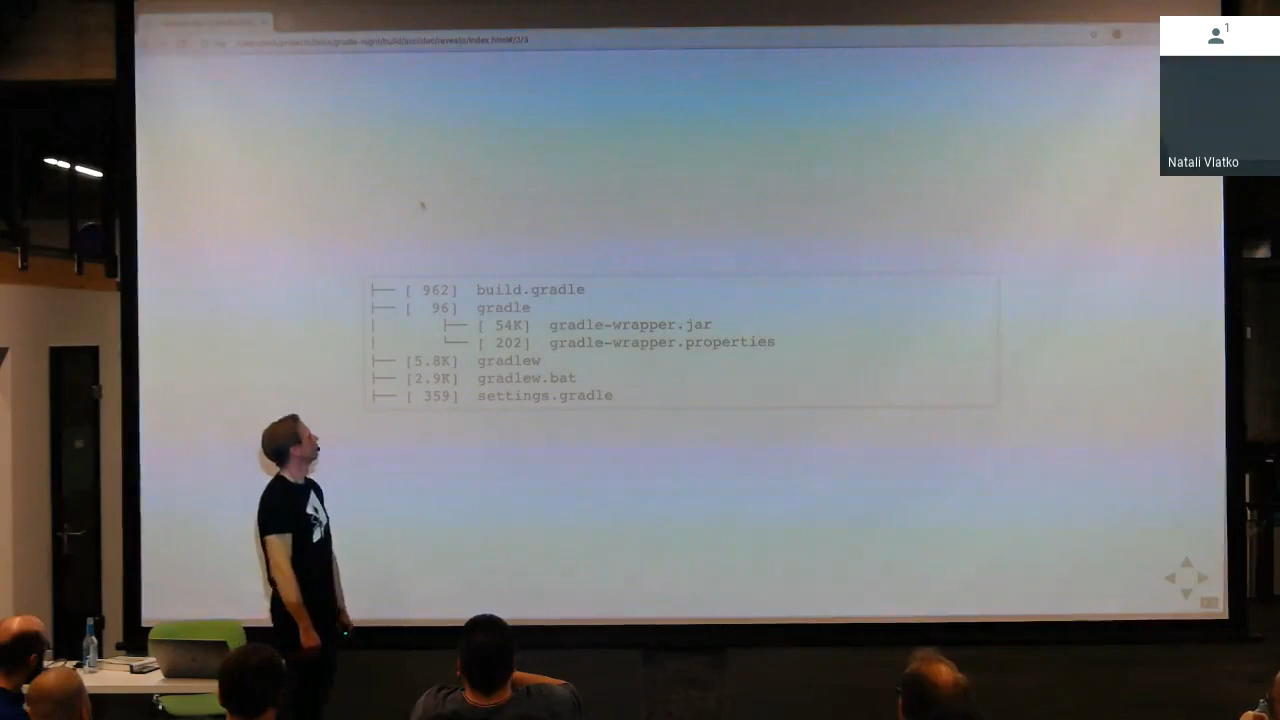 1
Natali Vlatko
├── [ 962]  build.gradle
├── [  96]  gradle
│       ├── [ 54K]  gradle-wrapper.jar
│       └── [ 202]  gradle-wrapper.properties
├── [5.8K]  gradlew
├── [2.9K]  gradlew.bat
├── [ 359]  settings.gradle